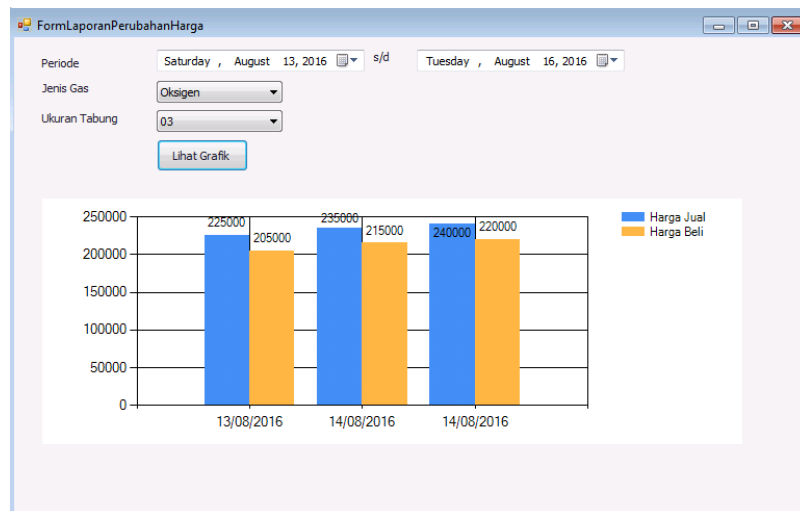 FormLaporanPerubahanHarga
Periode
Saturday , August 13, 2016
s/d
Tuesday , August 16, 2016
Jenis Gas
Oksigen
Ukuran Tabung
03
Lihat Grafik
250000
200000
150000
100000
50000
0
225000
205000
235000
215000
240000
220000
13/08/2016
14/08/2016
14/08/2016
Harga Jual
Harga Beli